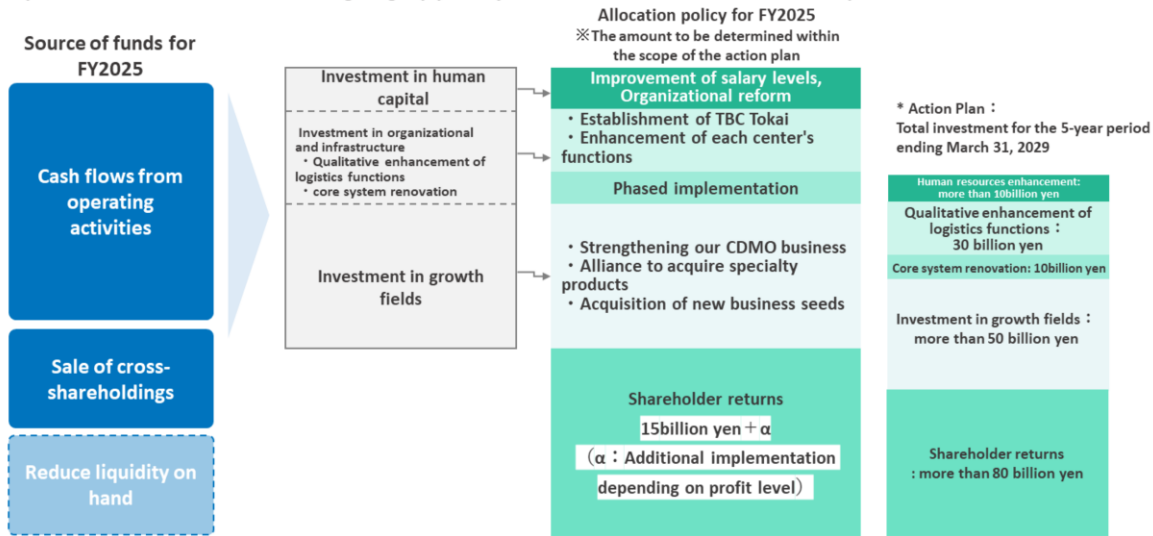 Source of funds for
FY2025
Cash flows from
operating
activities
Sale of cross-
shareholdings
Reduce liquidity on
hand
Investment in human
capital
Investment in organizational
and infrastructure
・Qualitative enhancement of
logistics functions
・core system renovation
Investment in growth
fields
Allocation policy for FY2025
※The amount to be determined within
the scope of the action plan
Improvement of salary levels,
Organizational reform
・Establishment of TBC Tokai
・Enhancement of each center's
functions
Phased implementation
・Strengthening our CDMO business
・Alliance to acquire specialty
products
・Acquisition of new business seeds
Shareholder returns
15billion yen＋α
（α：Additional implementation
depending on profit level）
* Action Plan：
Total investment for the 5-year period
ending March 31, 2029
Human resources enhancement:
more than 10billion yen
Qualitative enhancement of
logistics functions：
30 billion yen
Core system renovation: 10billion yen
Investment in growth fields：
more than 50 billion yen
Shareholder returns
: more than 80 billion yen